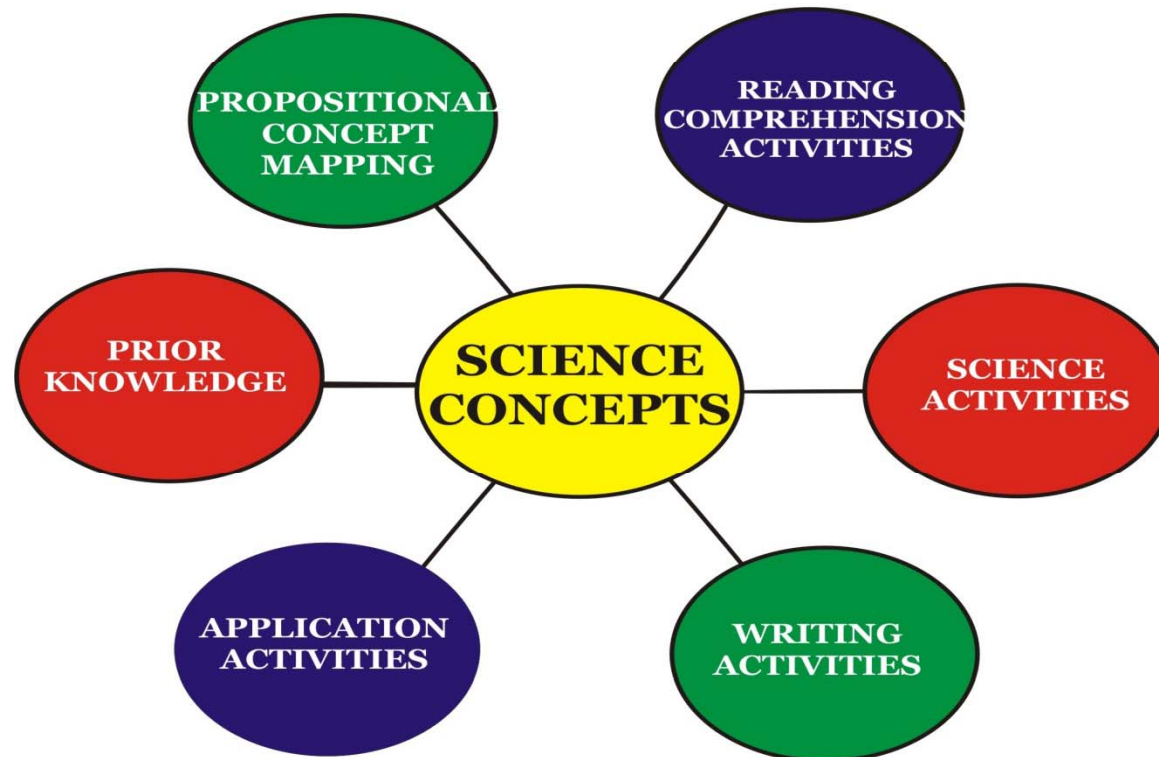 PROPOSITIONAL
CONCEPT
MAPPING
READING
COMPREHENSION
ACTIVITIES
PRIOR
KNOWLEDGE
SCIENCE
CONCEPTS
SCIENCE
ACTIVITIES
APPLICATION
ACTIVITIES
WRITING
ACTIVITIES